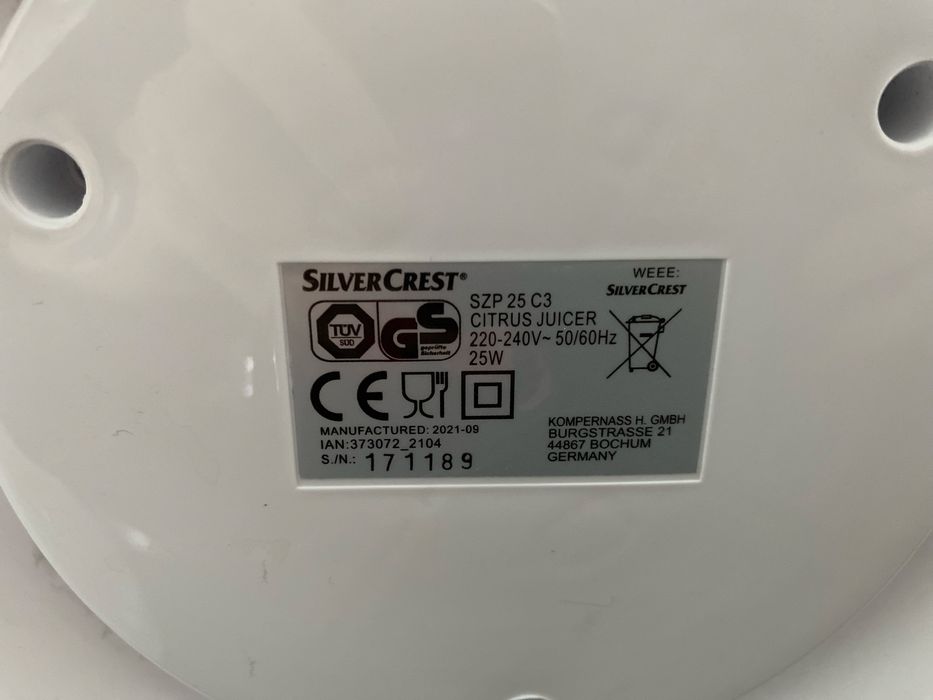 SILVERCREST®
SZP 25 C3
CITRUS JUICER
220-240V~ 50/60Hz
25W
WEEE:
SILVERCREST
TÜV
SÜD
GS
geprüfte
Sicherheit
CE
MANUFACTURED: 2021-09
IAN:373072_2104
S./N.: 171189
KOMPERNASS H. GMBH
BURGSTRASSE 21
44867 BOCHUM
GERMANY